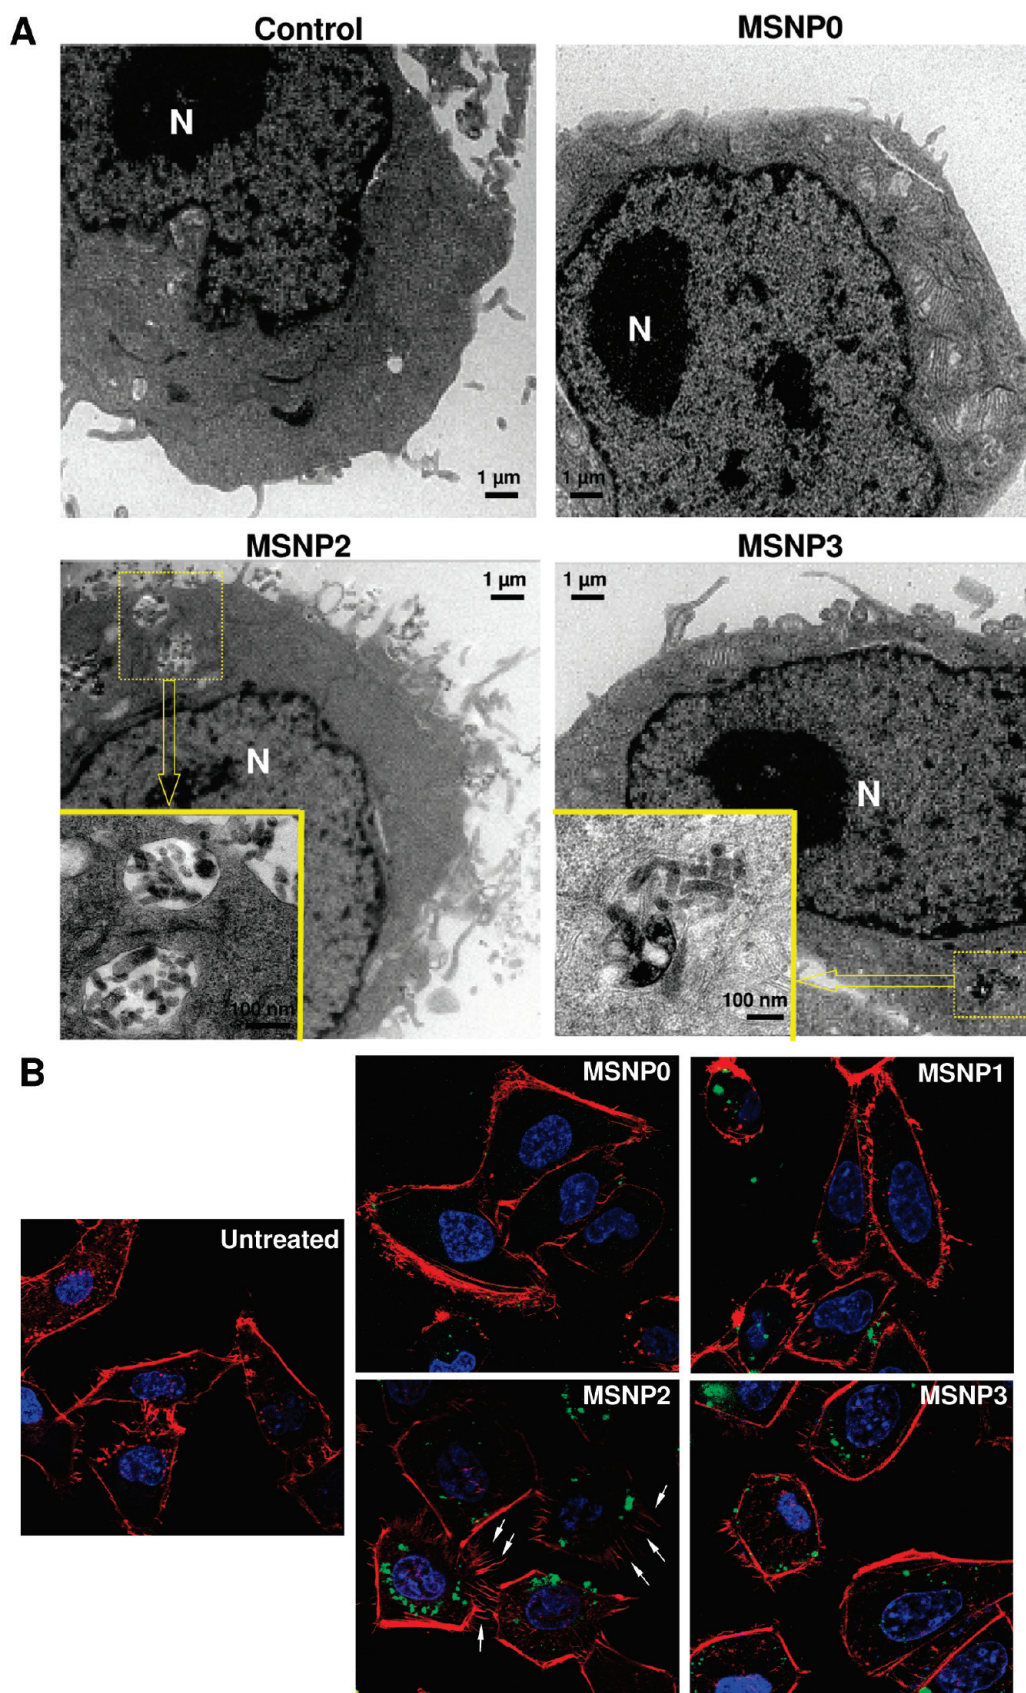 A
Control
MSNP0
N
N
1 µm
1 µm
MSNP2
MSNP3
1 µm
1 µm
N
N
100 nm
100 nm
B
MSNP0
MSNP1
Untreated
MSNP2
MSNP3